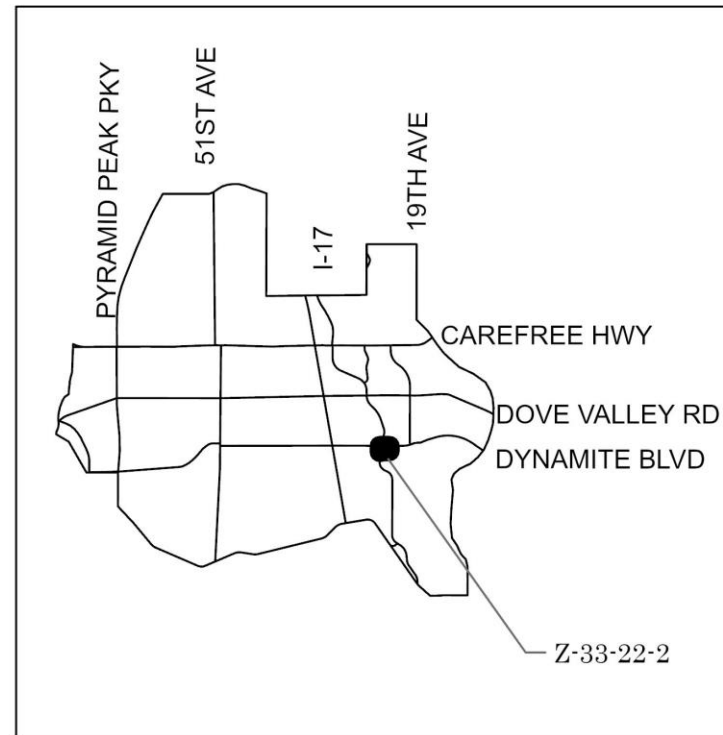 PYRAMID PEAK PKY
51ST AVE
I-17
19TH AVE
CAREFREE HWY
DOVE VALLEY RD
DYNAMITE BLVD
Z-33-22-2